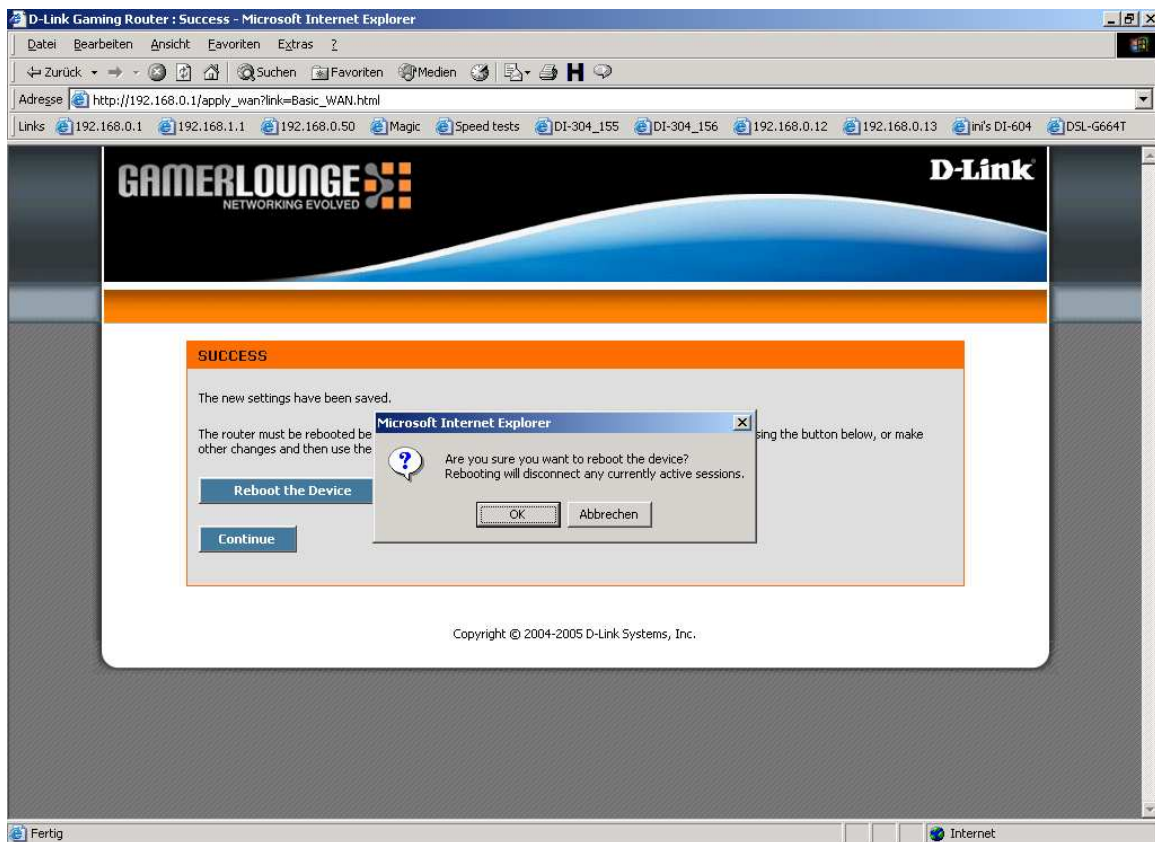 D-Link Gaming Router : Success - Microsoft Internet Explorer
Datei Bearbeiten Ansicht Favoriten Extras ?
Zurück Suchen Favoriten Medien
Adresse http://192.168.0.1/apply_wan?link=Basic_WAN.html
Links 192.168.0.1 192.168.1.1 192.168.0.50 Magic Speed tests DI-304_155 DI-304_156 192.168.0.12 192.168.0.13 ini's DI-604 DSL-G664T
GAMERLOUNGE D-Link
NETWORKING EVOLVED
SUCCESS
The new settings have been saved.
The router must be rebooted be
sing the button below, or make
other changes and then use the
Microsoft Internet Explorer
Are you sure you want to reboot the device?
Rebooting will disconnect any currently active sessions.
OK Abbrechen
Reboot the Device
Continue
Copyright © 2004-2005 D-Link Systems, Inc.
Fertig Internet